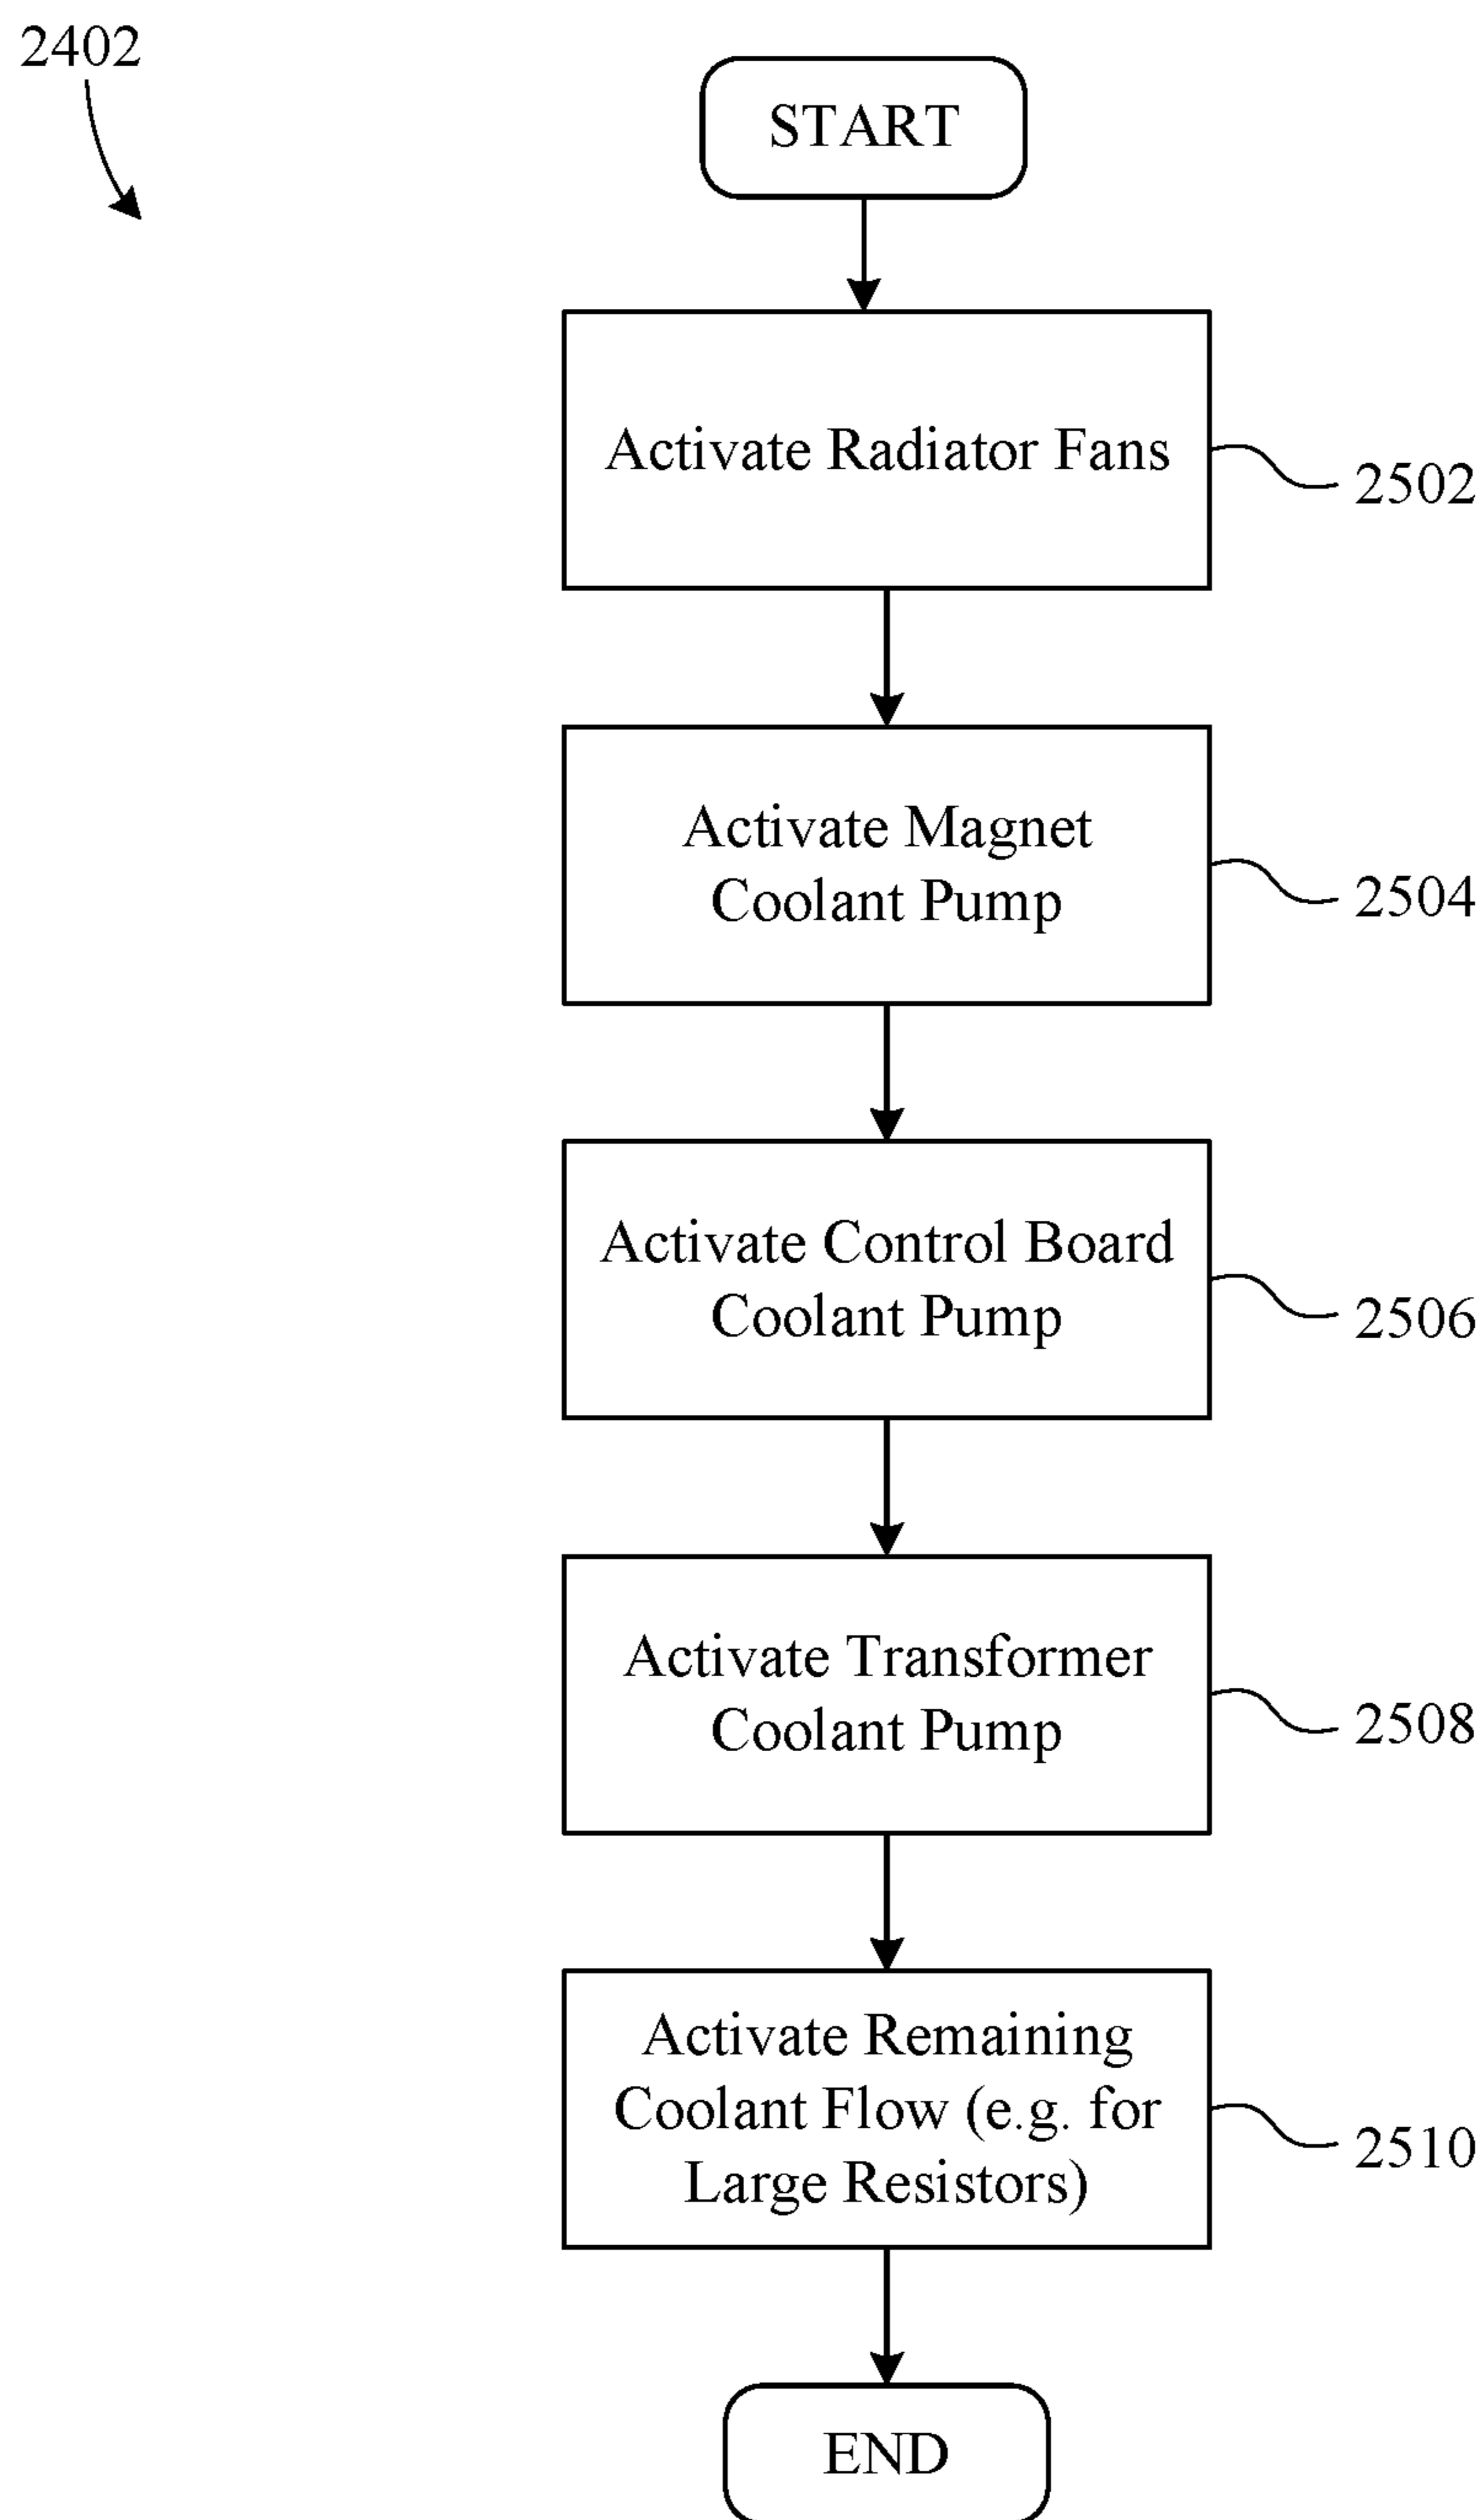 2402
START
Activate Radiator Fans
2502
Activate Magnet
Coolant Pump
2504
Activate Control Board
Coolant Pump
2506
Activate Transformer
Coolant Pump
2508
Activate Remaining
Coolant Flow (e.g. for
Large Resistors)
2510
END